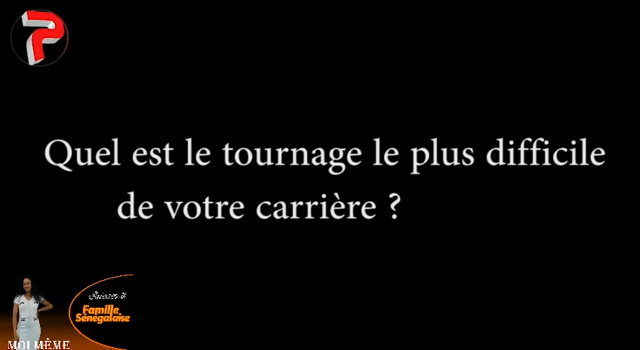 Quel est le tournage le plus difficile
de votre carrière ?
Famille
Sénégalaise
MOI MÊME